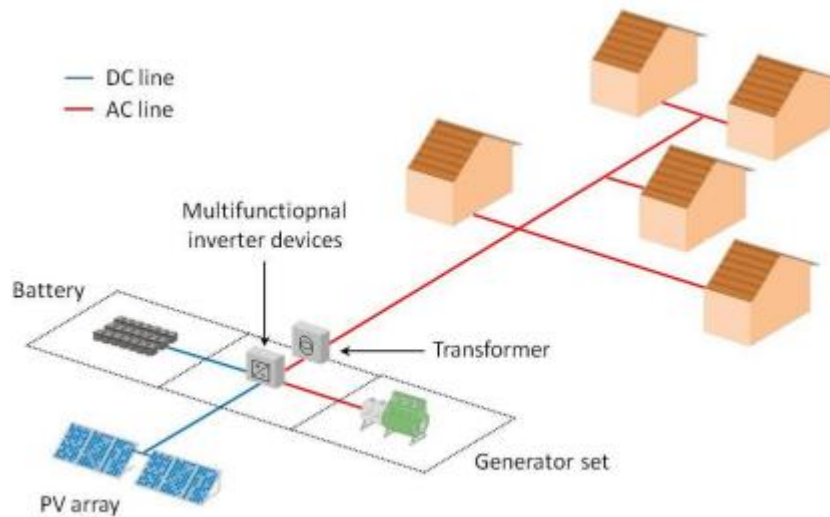 DC line
AC line
Multifunctiopnal
inverter devices
Battery
Transformer
Generator set
PV array